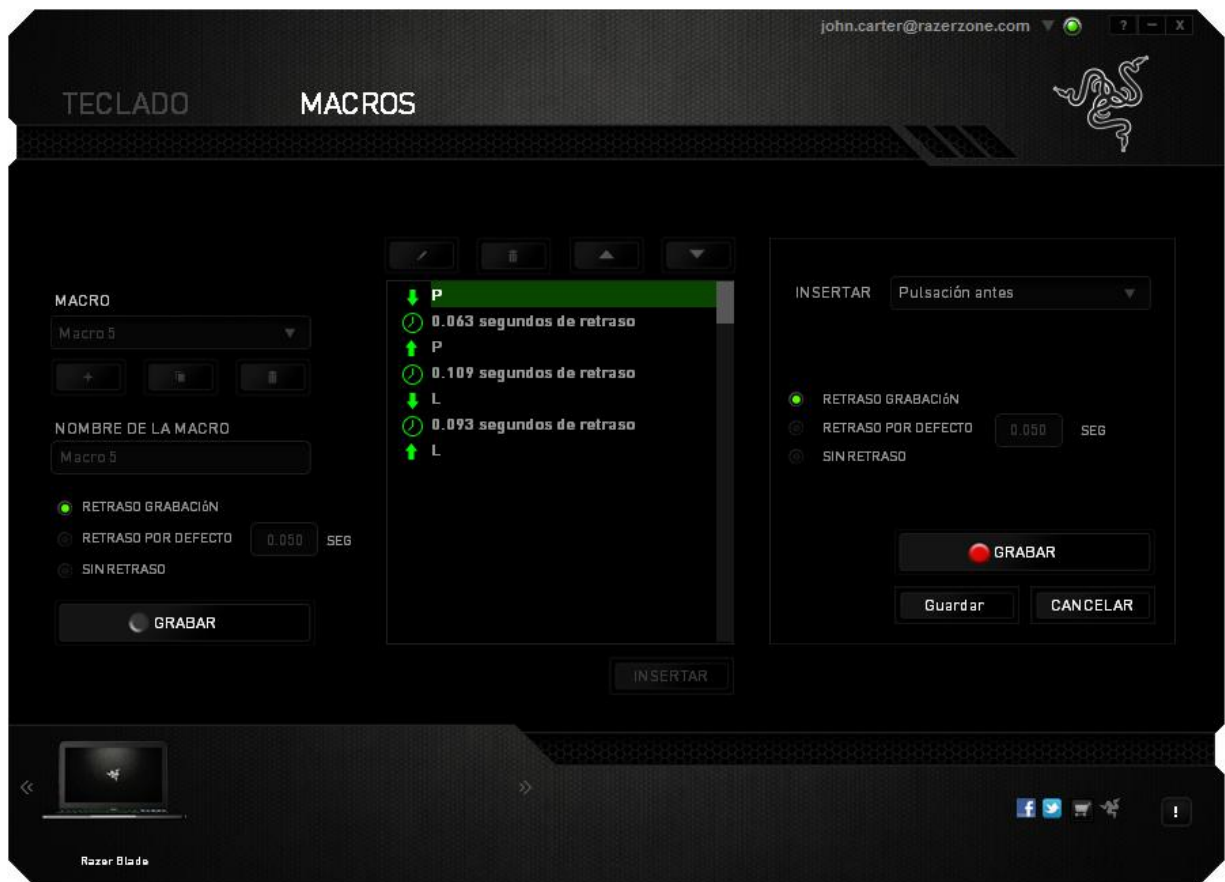 john.carter@razerzone.com
? – X
TECLADO MACROS
MACRO
Macro 5
NOMBRE DE LA MACRO
Macro 5
RETRASO GRABACIóN
RETRASO POR DEFECTO 0.050 SEG
SIN RETRASO
GRABAR
P
0.063 segundos de retraso
P
0.109 segundos de retraso
L
0.093 segundos de retraso
L
INSERTAR
INSERTAR Pulsación antes
RETRASO GRABACIóN
RETRASO POR DEFECTO 0.050 SEG
SIN RETRASO
GRABAR
Guardar CANCELAR
Razer Blade
!